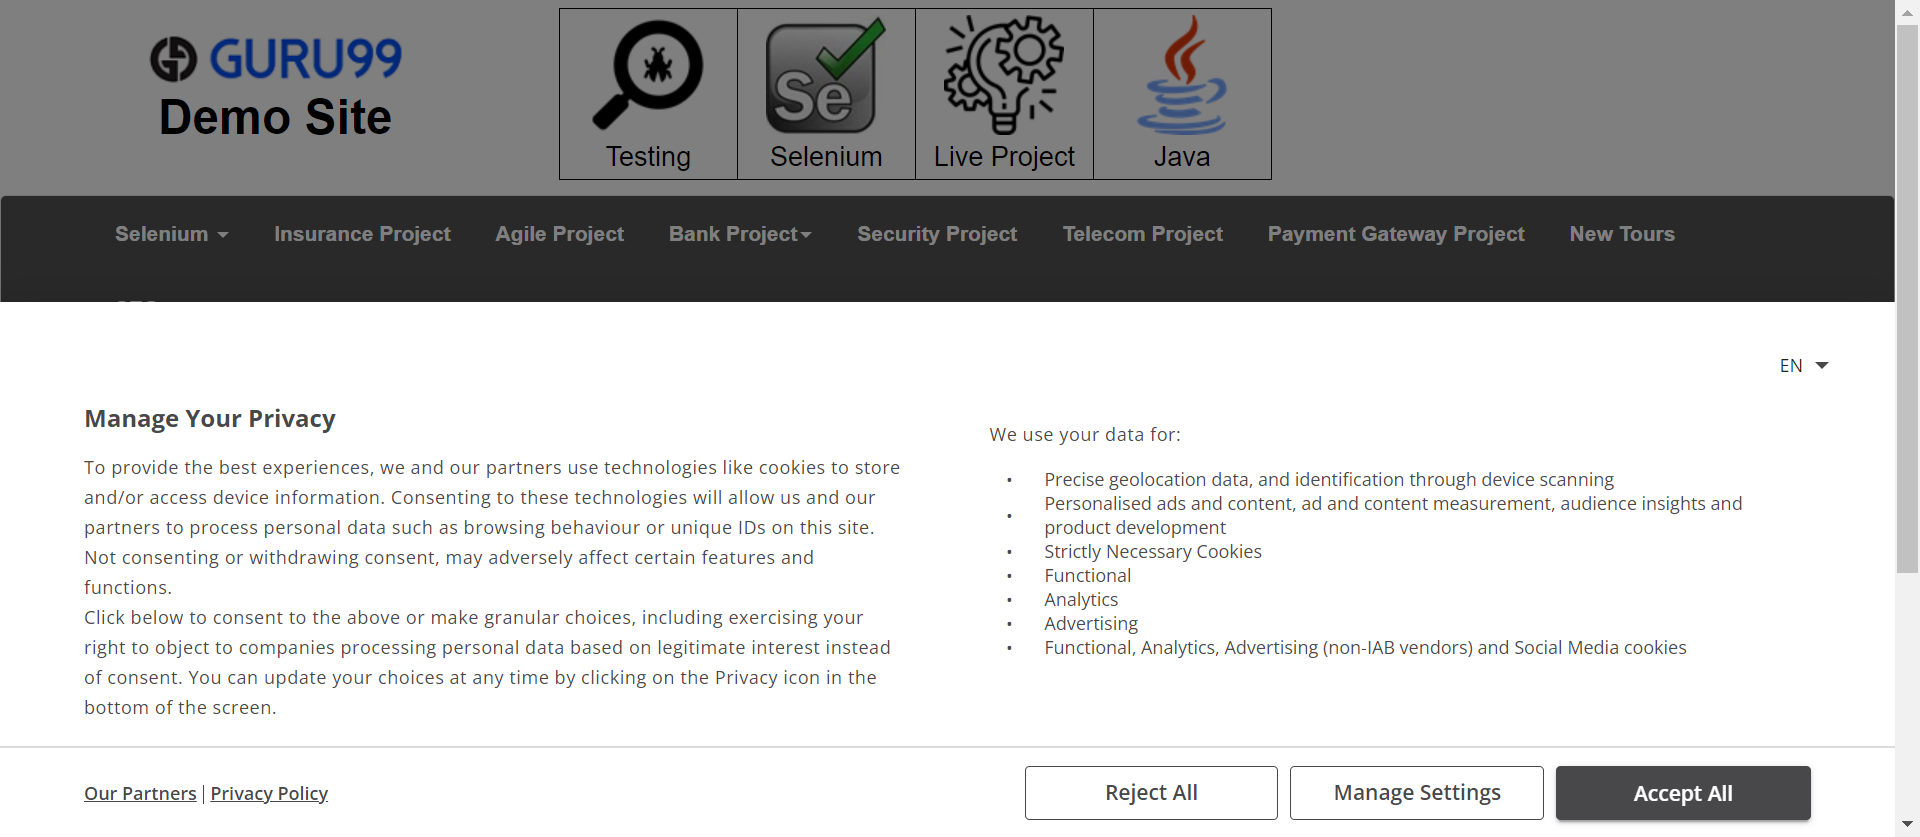 GURU99
Demo Site
Se
Testing
Selenium
Live Project
Java
Selenium
Insurance Project
Agile Project
Bank Project
Security Project
Telecom Project
Payment Gateway Project
New Tours
EN
Manage Your Privacy
To provide the best experiences, we and our partners use technologies like cookies to store
and/or access device information. Consenting to these technologies will allow us and our
partners to process personal data such as browsing behaviour or unique IDs on this site.
Not consenting or withdrawing consent, may adversely affect certain features and
functions.
Click below to consent to the above or make granular choices, including exercising your
right to object to companies processing personal data based on legitimate interest instead
of consent. You can update your choices at any time by clicking on the Privacy icon in the
bottom of the screen.
We use your data for:
• Precise geolocation data, and identification through device scanning
• Personalised ads and content, ad and content measurement, audience insights and
product development
• Strictly Necessary Cookies
• Functional
• Analytics
• Advertising
• Functional, Analytics, Advertising (non-IAB vendors) and Social Media cookies
Our Partners | Privacy Policy
Reject All
Manage Settings
Accept All